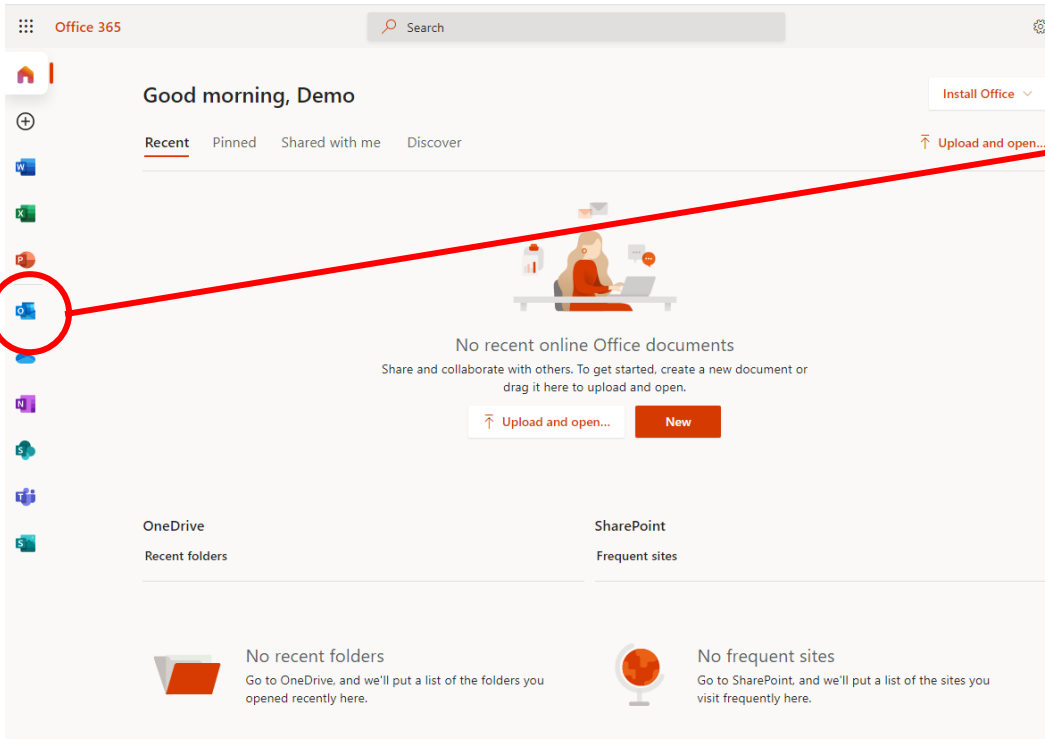 Office 365
Search
Good morning, Demo
Install Office
Recent Pinned Shared with me Discover
Upload and open...
No recent online Office documents
Share and collaborate with others. To get started, create a new document or
drag it here to upload and open.
Upload and open...
New
OneDrive
SharePoint
Recent folders
Frequent sites
No recent folders
Go to OneDrive, and we'll put a list of the folders you
opened recently here.
No frequent sites
Go to SharePoint, and we'll put a list of the sites you
visit frequently here.
W
X
P
O
N
S
T
S